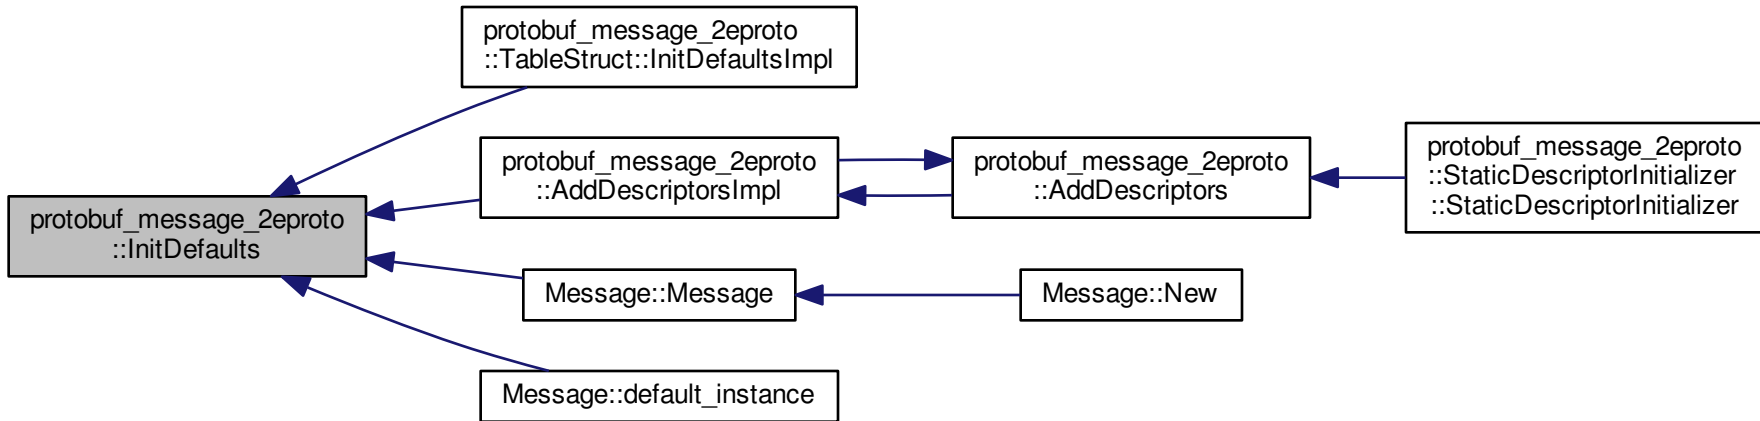 protobuf_message_2eproto
::TableStruct::InitDefaultsImpl
protobuf_message_2eproto
::AddDescriptorsImpl
protobuf_message_2eproto
::AddDescriptors
protobuf_message_2eproto
::StaticDescriptorInitializer
::StaticDescriptorInitializer
protobuf_message_2eproto
::InitDefaults
Message::Message
Message::New
Message::default_instance